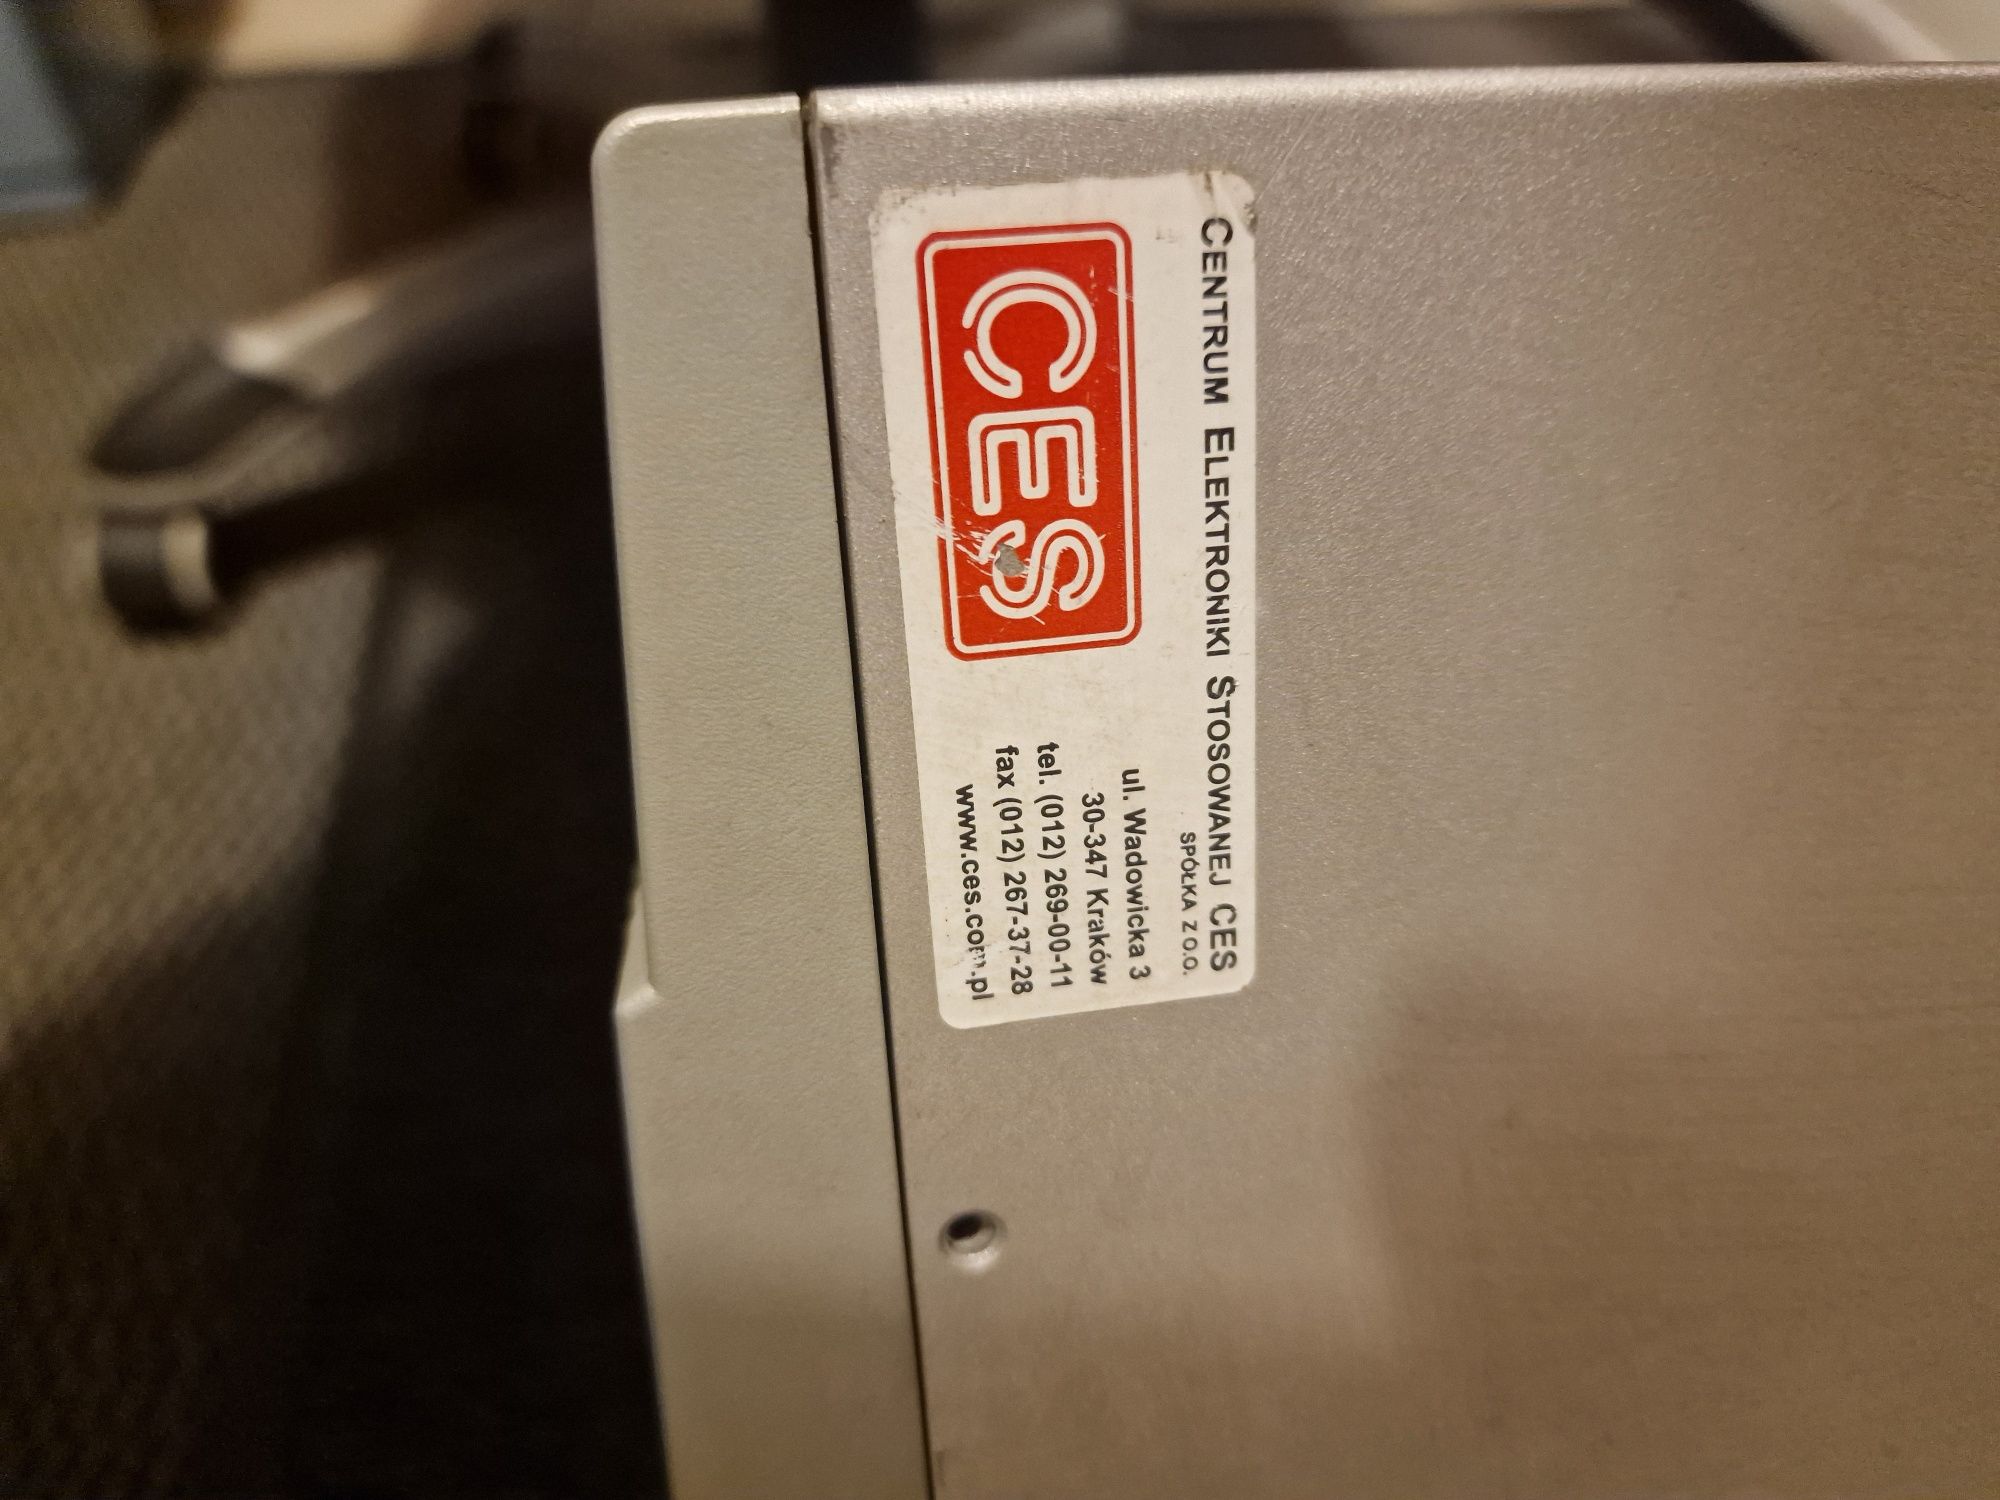 CENTRUM ELEKTRONIKI STOSOWANEJ CES
SPÓŁKA Z O.O.
CES
ul. Wadowicka 3
30-347 Kraków
tel. (012) 269-00-11
fax (012) 267-37-28
www.ces.com.pl